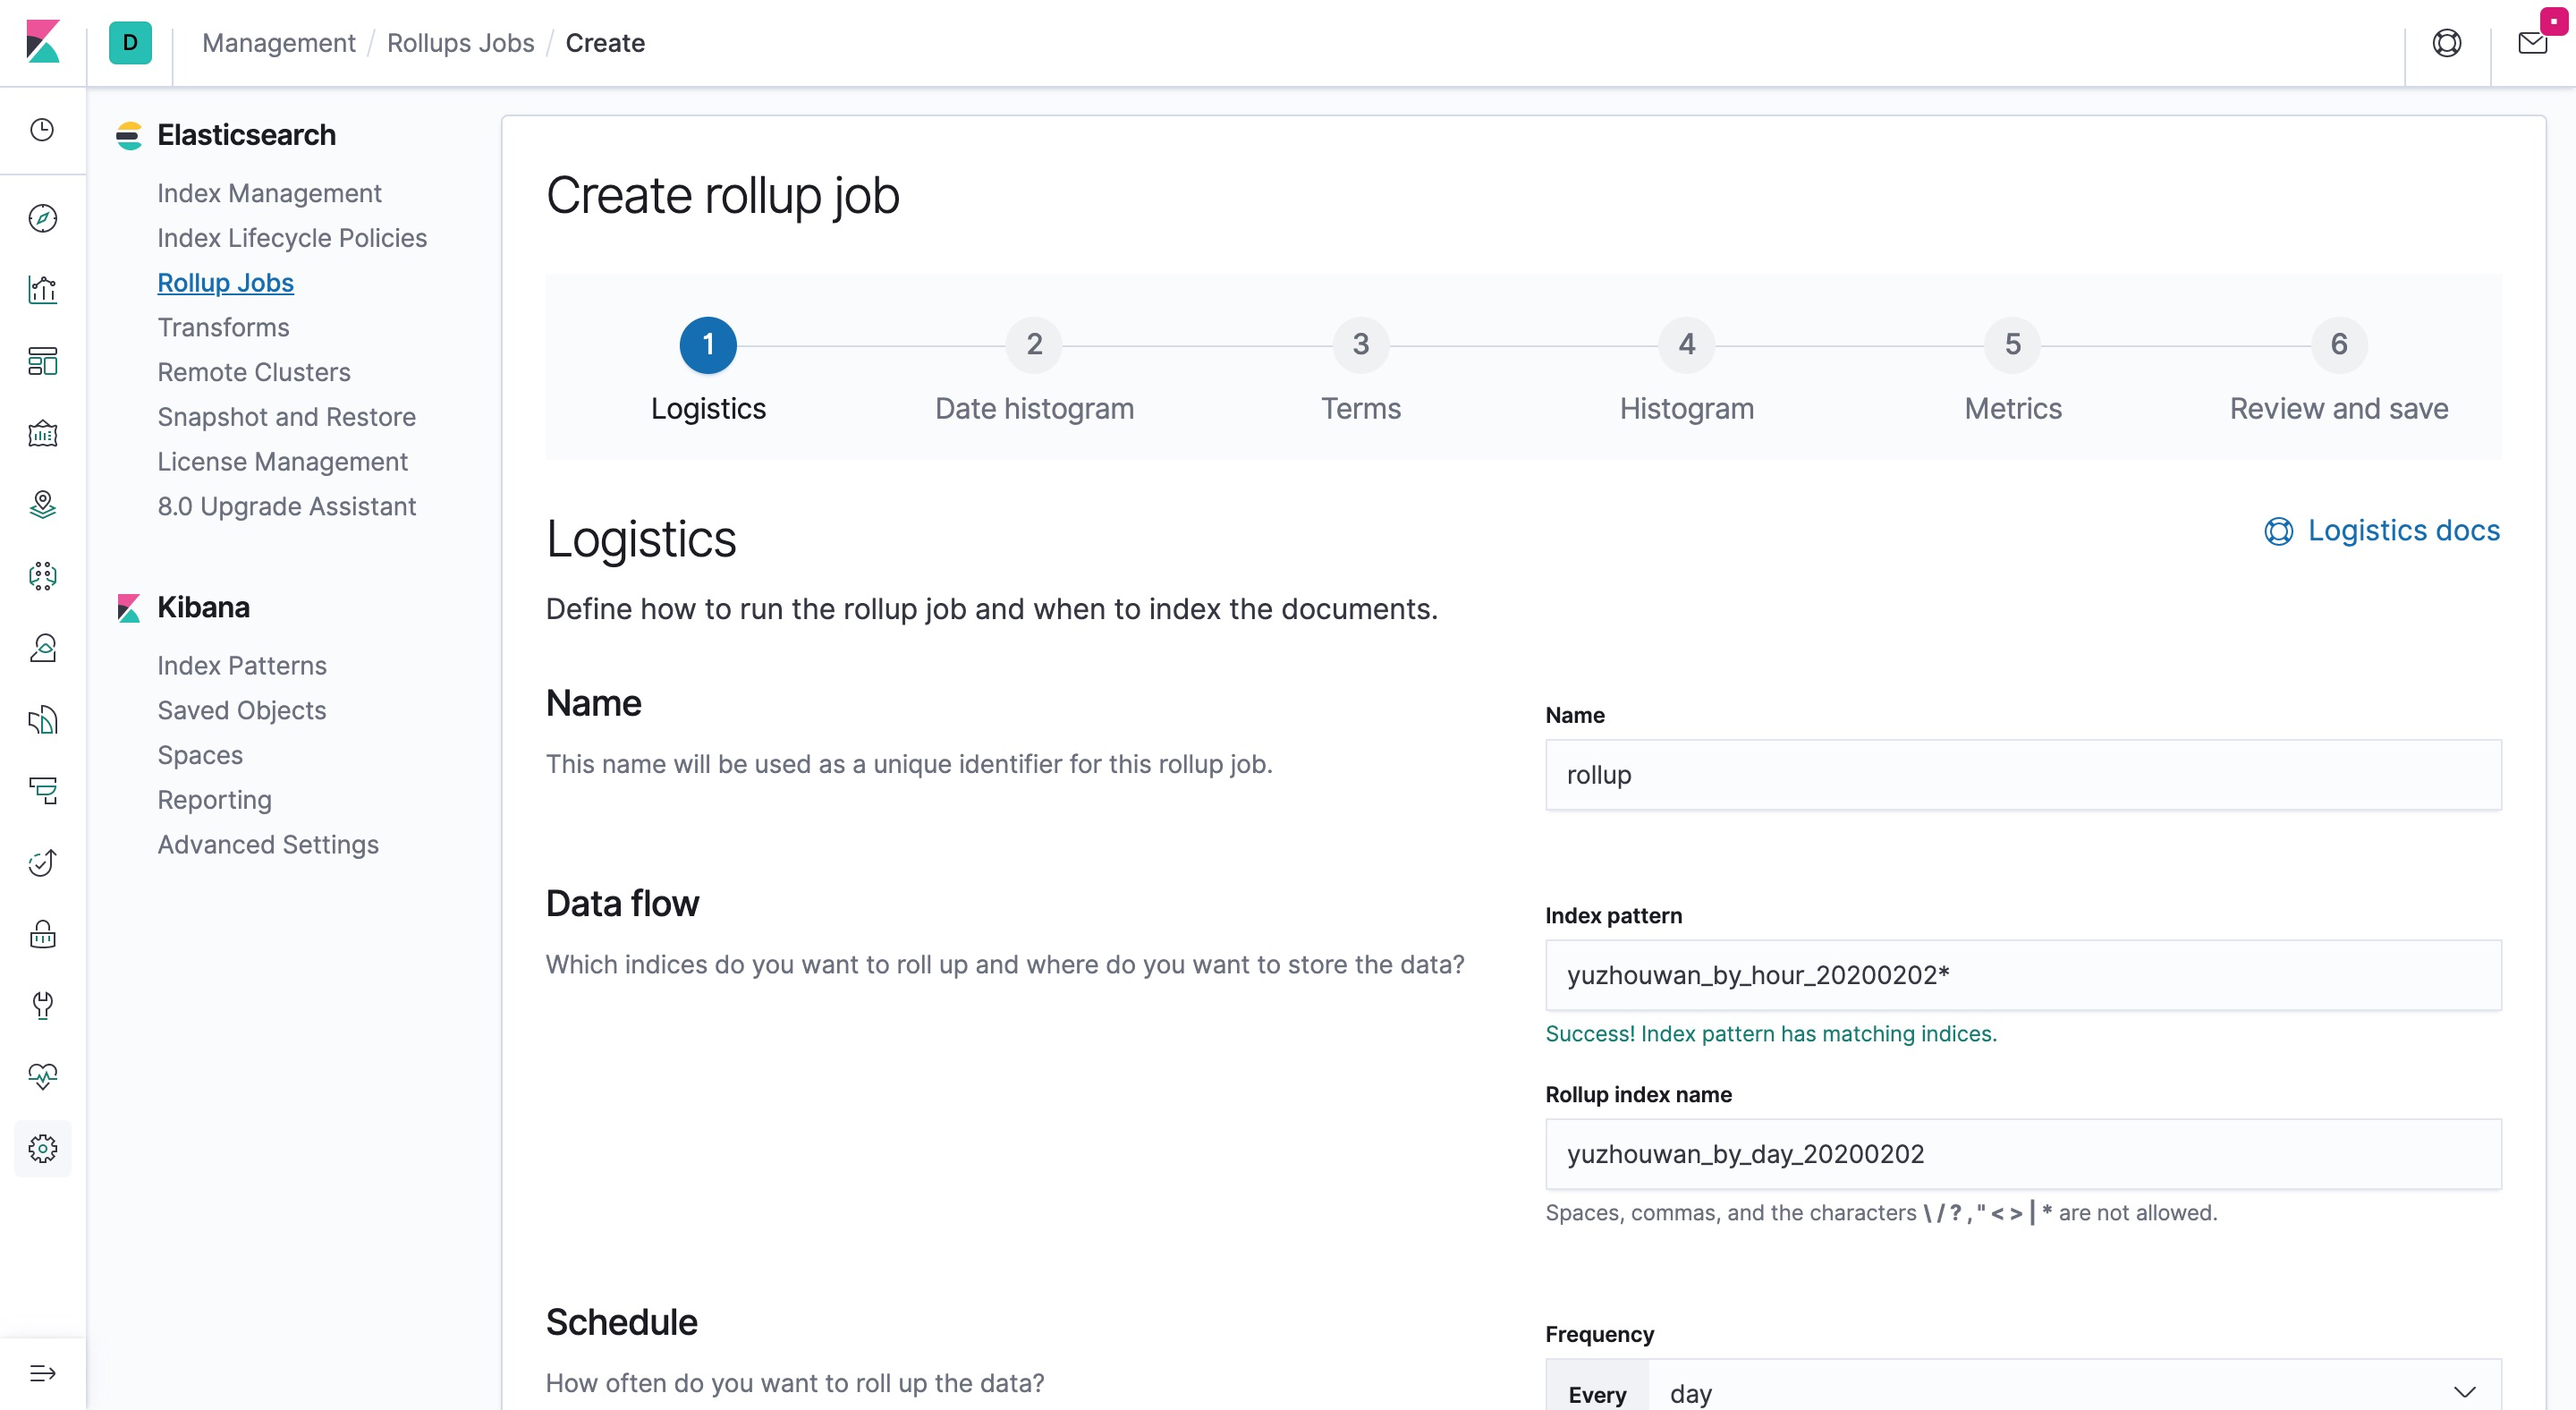 D
Management / Rollups Jobs / Create
Elasticsearch
Index Management
Index Lifecycle Policies
Rollup Jobs
Transforms
Remote Clusters
Snapshot and Restore
License Management
8.0 Upgrade Assistant
Kibana
Index Patterns
Saved Objects
Spaces
Reporting
Advanced Settings
Create rollup job
1 2 3 4 5 6
Logistics Date histogram Terms Histogram Metrics Review and save
Logistics
Logistics docs
Define how to run the rollup job and when to index the documents.
Name
This name will be used as a unique identifier for this rollup job.
Name
rollup
Data flow
Which indices do you want to roll up and where do you want to store the data?
Index pattern
yuzhouwan_by_hour_20200202*
Success! Index pattern has matching indices.
Rollup index name
yuzhouwan_by_day_20200202
Spaces, commas, and the characters \ / ? , " < > | * are not allowed.
Schedule
How often do you want to roll up the data?
Frequency
Every day